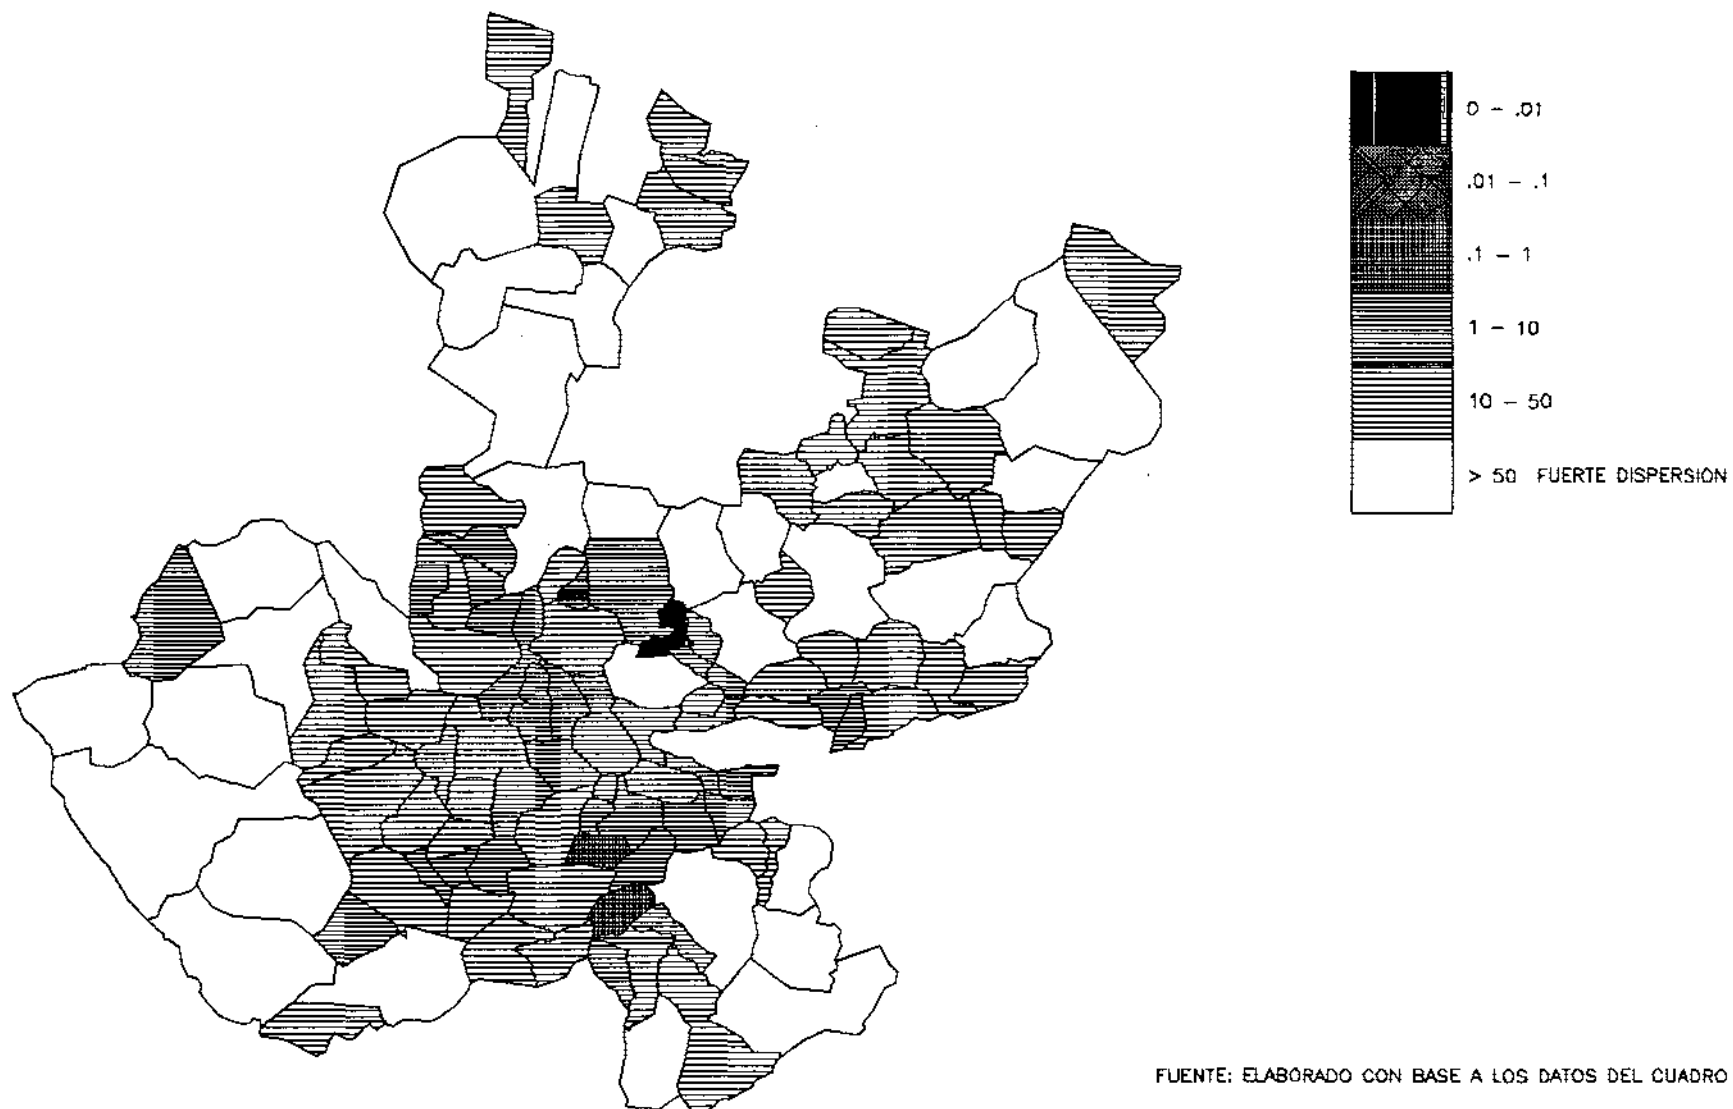 0 - .01
.01 - .1
.1 - 1
1 - 10
10 - 50
> 50 FUERTE DISPERSION
FUENTE: ELABORADO CON BASE A LOS DATOS DEL CUADRO